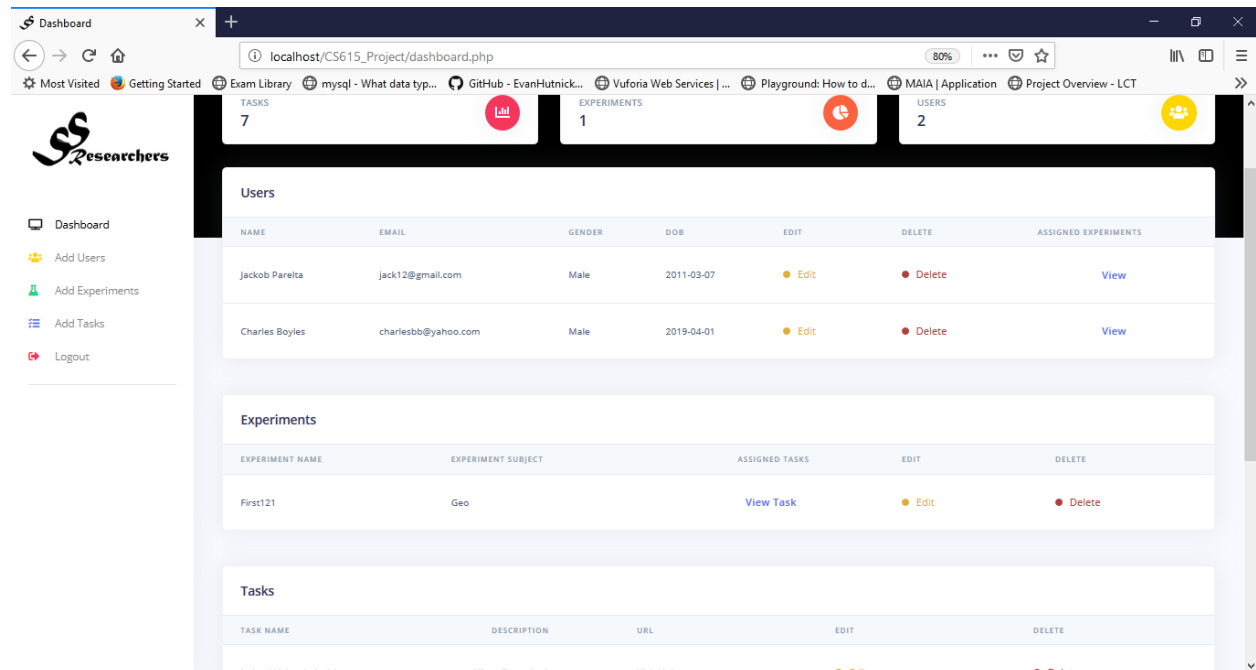 Dashboard
localhost/CS615_Project/dashboard.php 80%
Most Visited Getting Started Exam Library mysql - What data typ... GitHub - EvanHutnick... Vuforia Web Services | ... Playground: How to d... MAIA | Application Project Overview - LCT
SS
Researchers
Dashboard
Add Users
Add Experiments
Add Tasks
Logout
TASKS EXPERIMENTS USERS
7 1 2
Users
NAME EMAIL GENDER DOB EDIT DELETE ASSIGNED EXPERIMENTS
Jackob Parelta jack12@gmail.com Male 2011-03-07 Edit Delete View
Charles Boyles charlesbb@yahoo.com Male 2019-04-01 Edit Delete View
Experiments
EXPERIMENT NAME EXPERIMENT SUBJECT ASSIGNED TASKS EDIT DELETE
First121 Geo View Task Edit Delete
Tasks
TASK NAME DESCRIPTION URL EDIT DELETE